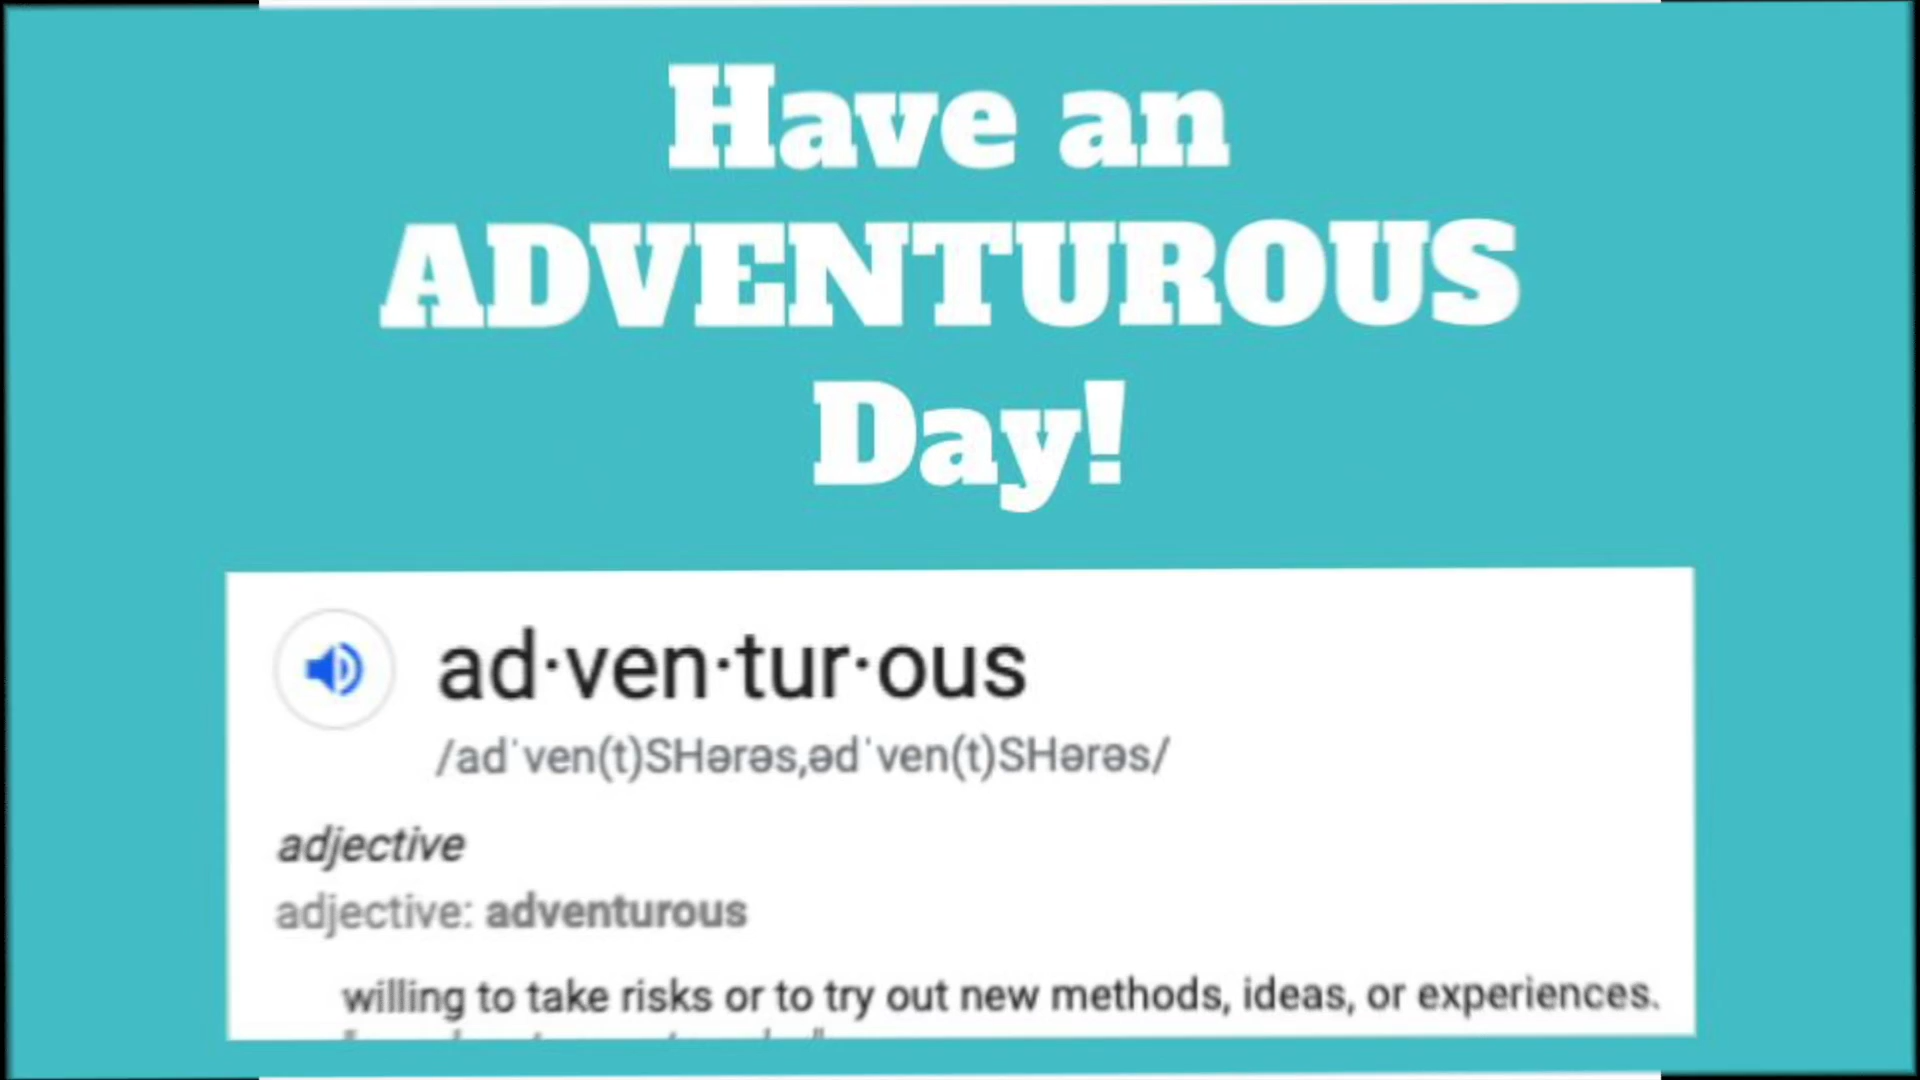 Have an
ADVENTUROUS
Day!
ad·ven·tur·ous
/adˈven(t)SHərəs,ədˈven(t)SHərəs/
adjective
adjective: adventurous
willing to take risks or to try out new methods, ideas, or experiences.